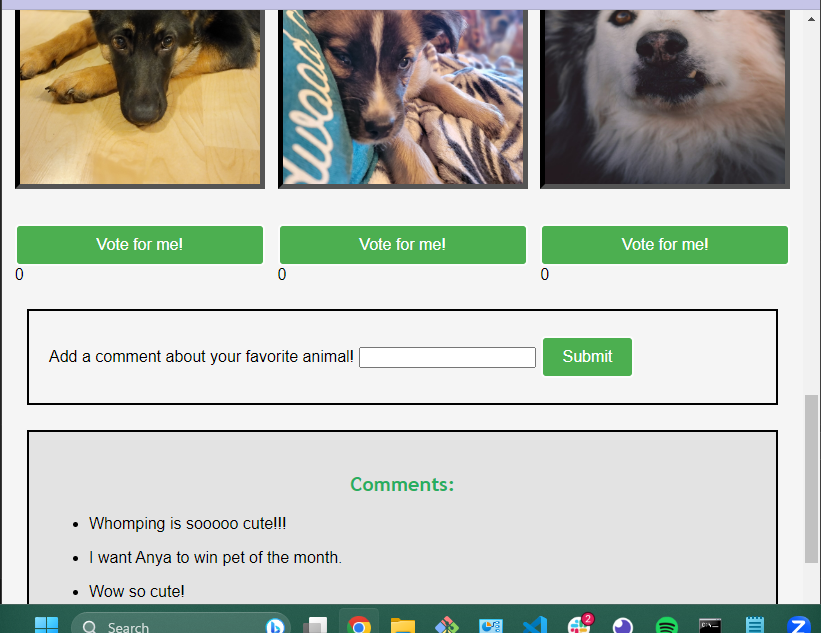 Vote for me! Vote for me! Vote for me!
0 0 0
Add a comment about your favorite animal! Submit
Comments:
• Whomping is sooooo cute!!!
• I want Anya to win pet of the month.
• Wow so cute!
Search 2